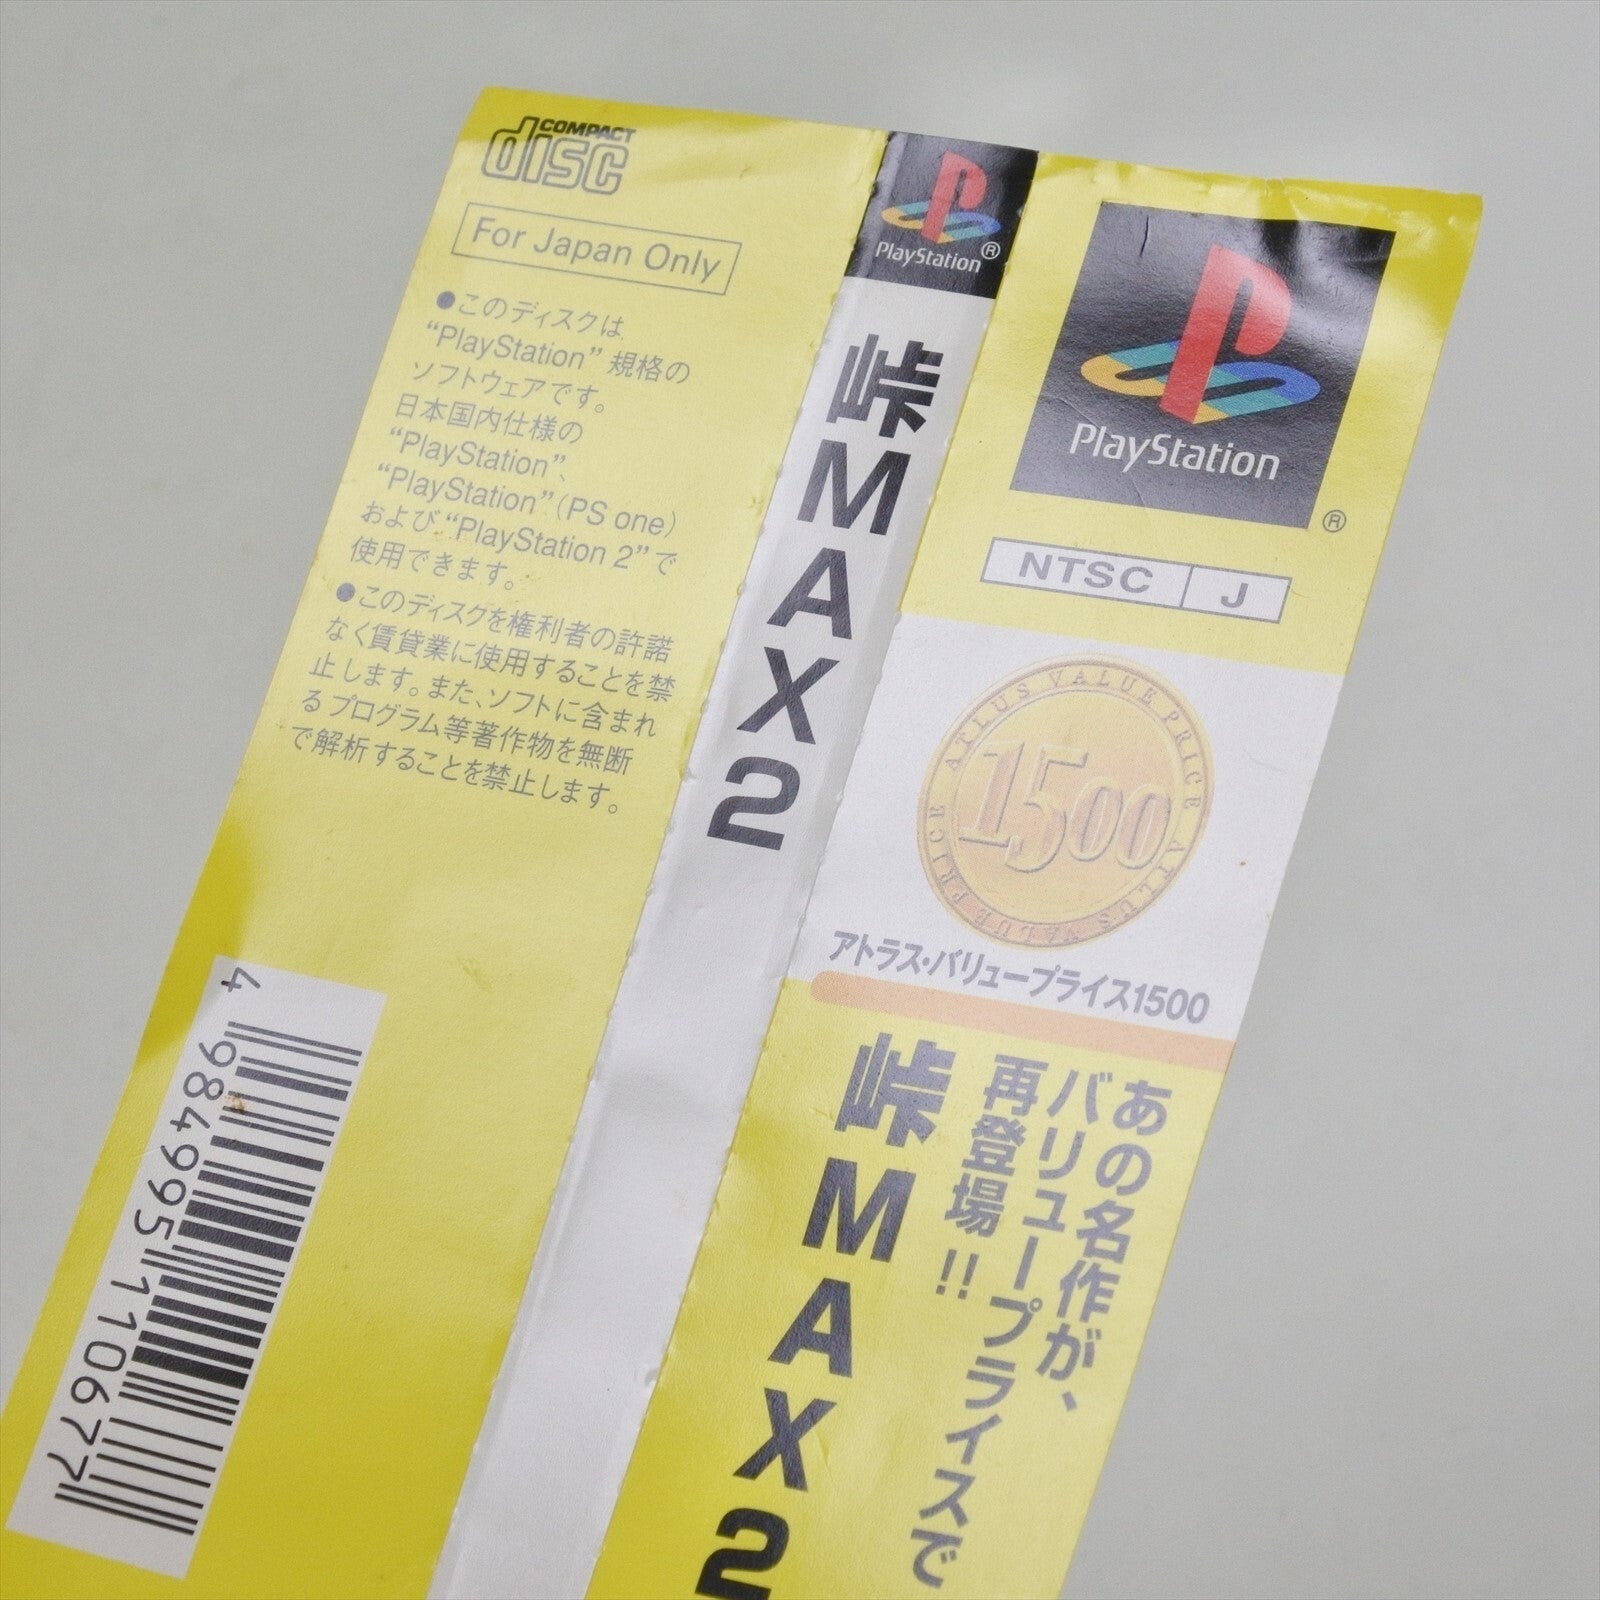 COMPACT
disc
For Japan Only
●このディスクは
“PlayStation” 規格の
ソフトウェアです。
日本国内仕様の
“PlayStation”、
“PlayStation”（PS one）
および“PlayStation 2”で
使用できます。
●このディスクを権利者の許諾
なく賃貸業に使用することを禁
止します。また、ソフトに含まれ
るプログラム等著作物を無断
で解析することを禁止します。
4 984995 110677
PlayStation®
峠MAX2
PlayStation
®
NTSC J
ATLUS VALUE PRICE ATLUS VALUE PRICE
1500
アトラス・バリュープライス1500
あの名作が、
バリュープライスで
再登場!!
峠MAX2